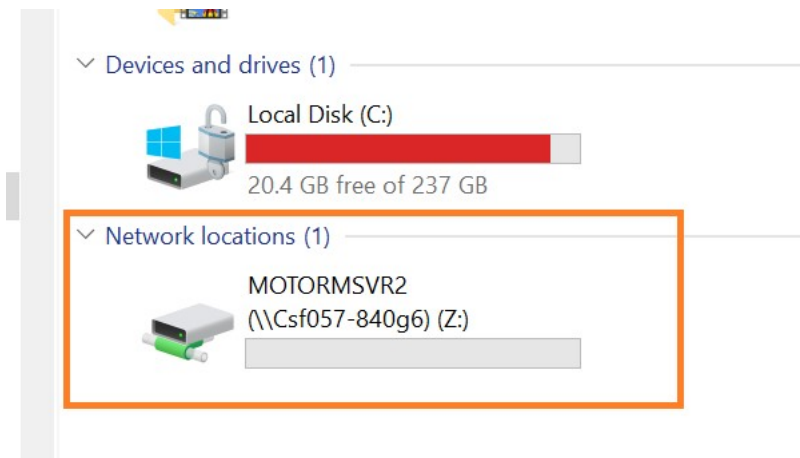 Devices and drives (1)
Local Disk (C:)
20.4 GB free of 237 GB
Network locations (1)
MOTORMSVR2
(\\Csf057-840g6) (Z:)